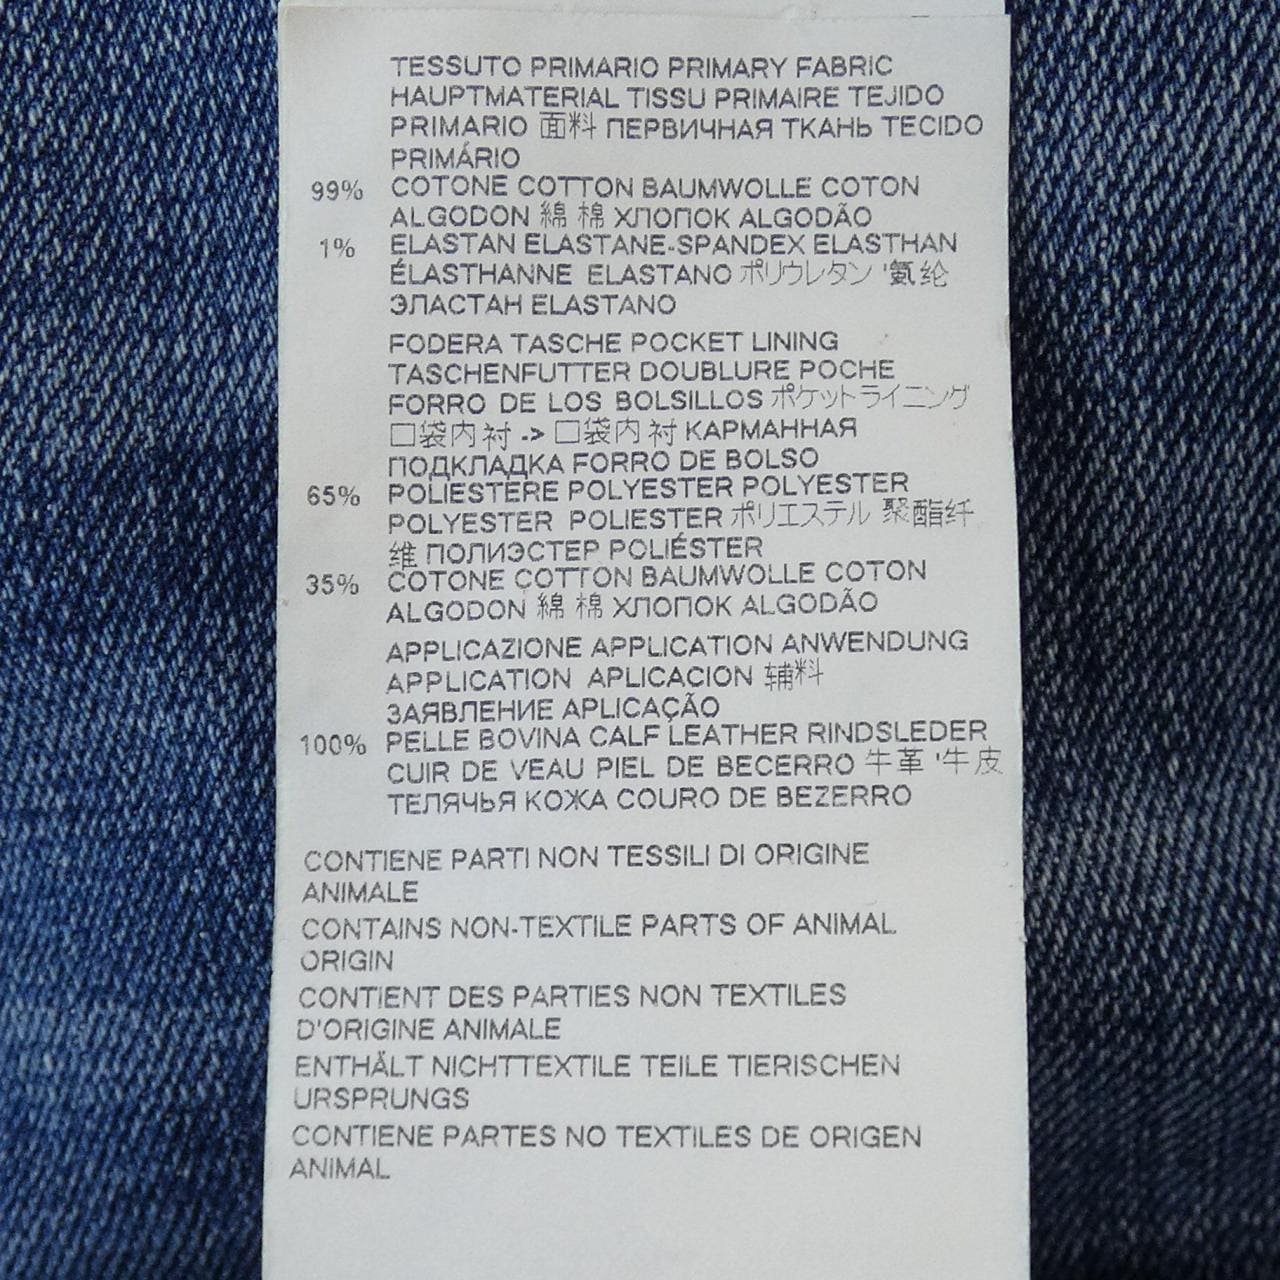 TESSUTO PRIMARIO PRIMARY FABRIC
HAUPTMATERIAL TISSU PRIMAIRE TEJIDO
PRIMARIO 面料 ПЕРВИЧНАЯ ТКАНЬ TECIDO
PRIMÁRIO
99% COTONE COTTON BAUMWOLLE COTON
ALGODON 綿 棉 ХЛОПОК ALGODÃO
1% ELASTAN ELASTANE-SPANDEX ELASTHAN
ÉLASTHANNE ELASTANO ポリウレタン '氨纶
ЭЛАСТАН ELASTANO
FODERA TASCHE POCKET LINING
TASCHENFUTTER DOUBLURE POCHE
FORRO DE LOS BOLSILLOS ポケットライニング
口袋内衬 -> 口袋内衬 КАРМАННАЯ
ПОДКЛАДКА FORRO DE BOLSO
65% POLIESTERE POLYESTER POLYESTER
POLYESTER POLIESTER ポリエステル 聚酯纤
维 ПОЛИЭСТЕР POLIÉSTER
35% COTONE COTTON BAUMWOLLE COTON
ALGODON 綿 棉 ХЛОПОК ALGODÃO
APPLICAZIONE APPLICATION ANWENDUNG
APPLICATION APLICACION 辅料
ЗАЯВЛЕНИЕ APLICAÇÃO
100% PELLE BOVINA CALF LEATHER RINDSLEDER
CUIR DE VEAU PIEL DE BECERRO 牛革 '牛皮
ТЕЛЯЧЬЯ КОЖА COURO DE BEZERRO
CONTIENE PARTI NON TESSILI DI ORIGINE
ANIMALE
CONTAINS NON-TEXTILE PARTS OF ANIMAL
ORIGIN
CONTIENT DES PARTIES NON TEXTILES
D'ORIGINE ANIMALE
ENTHÄLT NICHTTEXTILE TEILE TIERISCHEN
URSPRUNGS
CONTIENE PARTES NO TEXTILES DE ORIGEN
ANIMAL